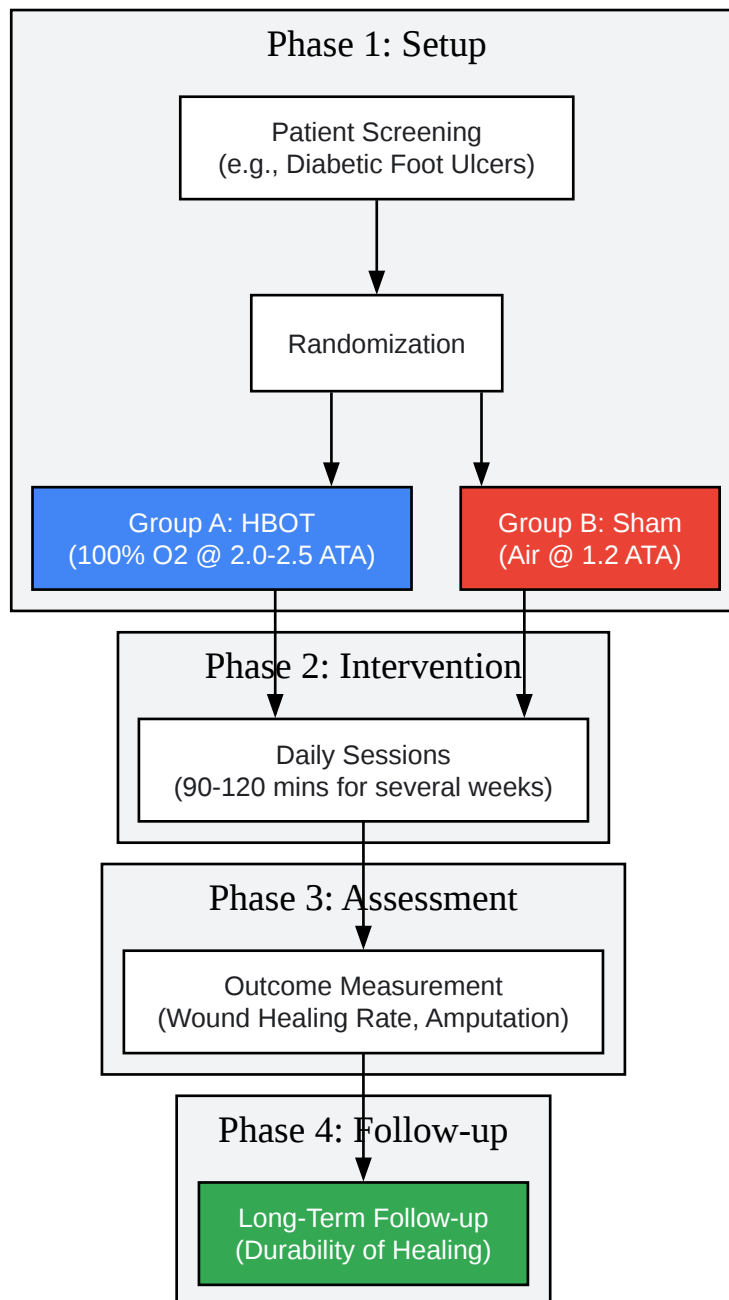 Phase 1: Setup
Patient Screening
(e.g., Diabetic Foot Ulcers)
Randomization
Group A: HBOT
(100% O2 @ 2.0-2.5 ATA)
Group B: Sham
(Air @ 1.2 ATA)
Phase 2: Intervention
Daily Sessions
(90-120 mins for several weeks)
Phase 3: Assessment
Outcome Measurement
(Wound Healing Rate, Amputation)
Phase 4: Follow-up
Long-Term Follow-up
(Durability of Healing)